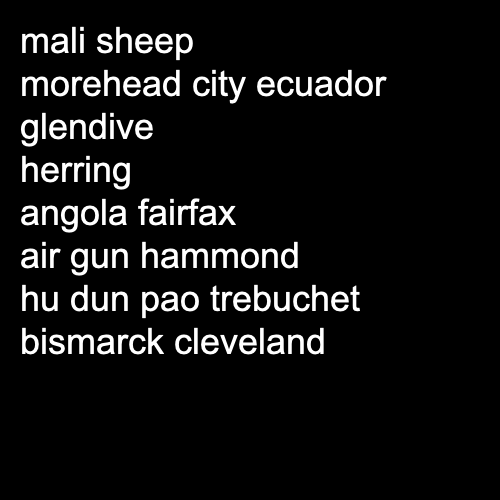 mali sheep
morehead city ecuador
glendive
herring
angola fairfax
air gun hammond
hu dun pao trebuchet
bismarck cleveland